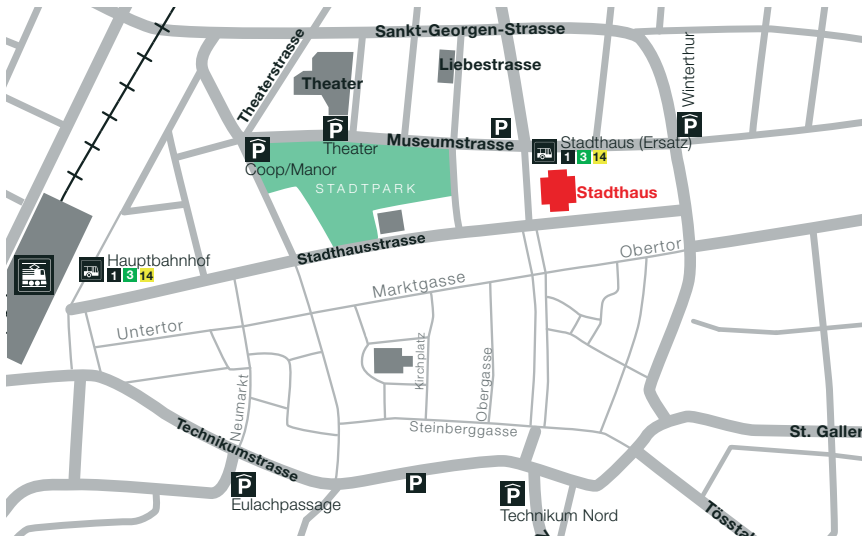 Sankt-Georgen-Strasse
Theaterstrasse
Liebestrasse
Winterthur
Theater
P
P
P
P
Museumstrasse
Stadthaus (Ersatz)
1 3 14
Theater
Coop/Manor
STADTPARK
Stadthaus
Stadthausstrasse
Obertor
Hauptbahnhof
1 3 14
Marktgasse
Untertor
Kirchplatz
Obergasse
Neumarkt
Steinberggasse
Technikumstrasse
St. Galler
P
P
P
Eulachpassage
Technikum Nord